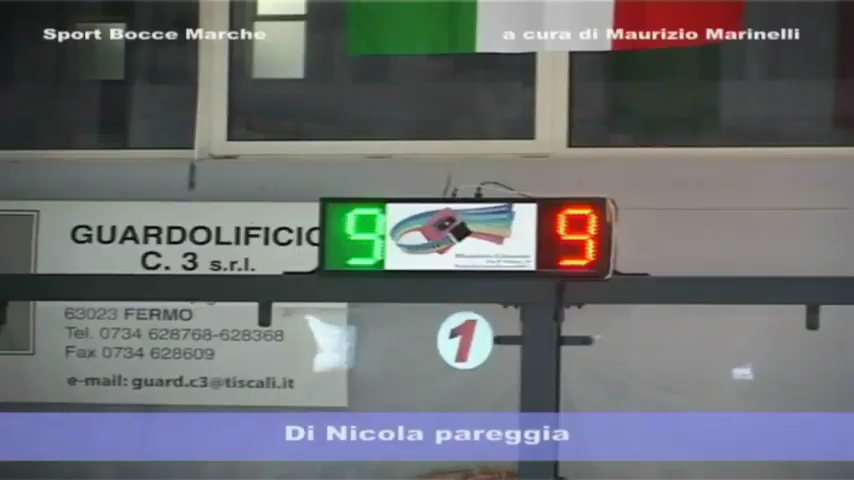 Sport Bocce Marche
a cura di Maurizio Marinelli
GUARDOLIFICIO
C. 3 s.r.l.
9
9
63023 FERMO
Tel. 0734 628768-628368
Fax 0734 628609
e-mail: guard.c3@tiscali.it
1
Di Nicola pareggia